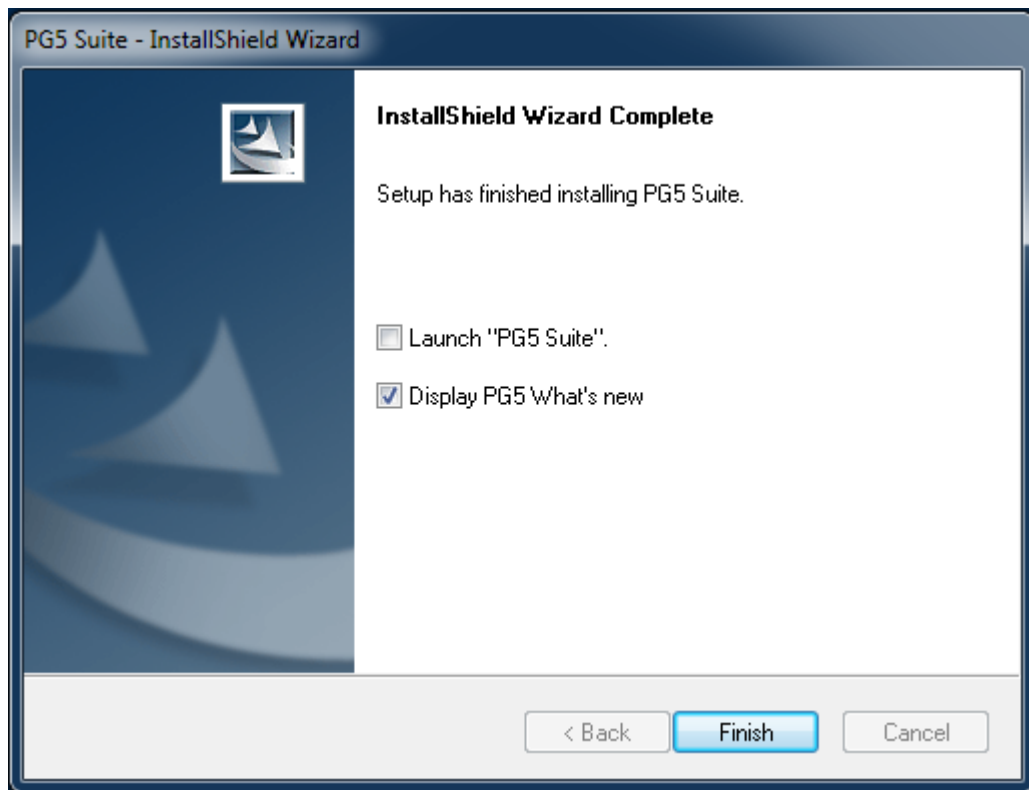 PG5 Suite - InstallShield Wizard
InstallShield Wizard Complete
Setup has finished installing PG5 Suite.
Launch "PG5 Suite".
Display PG5 What's new
< Back
Finish
Cancel